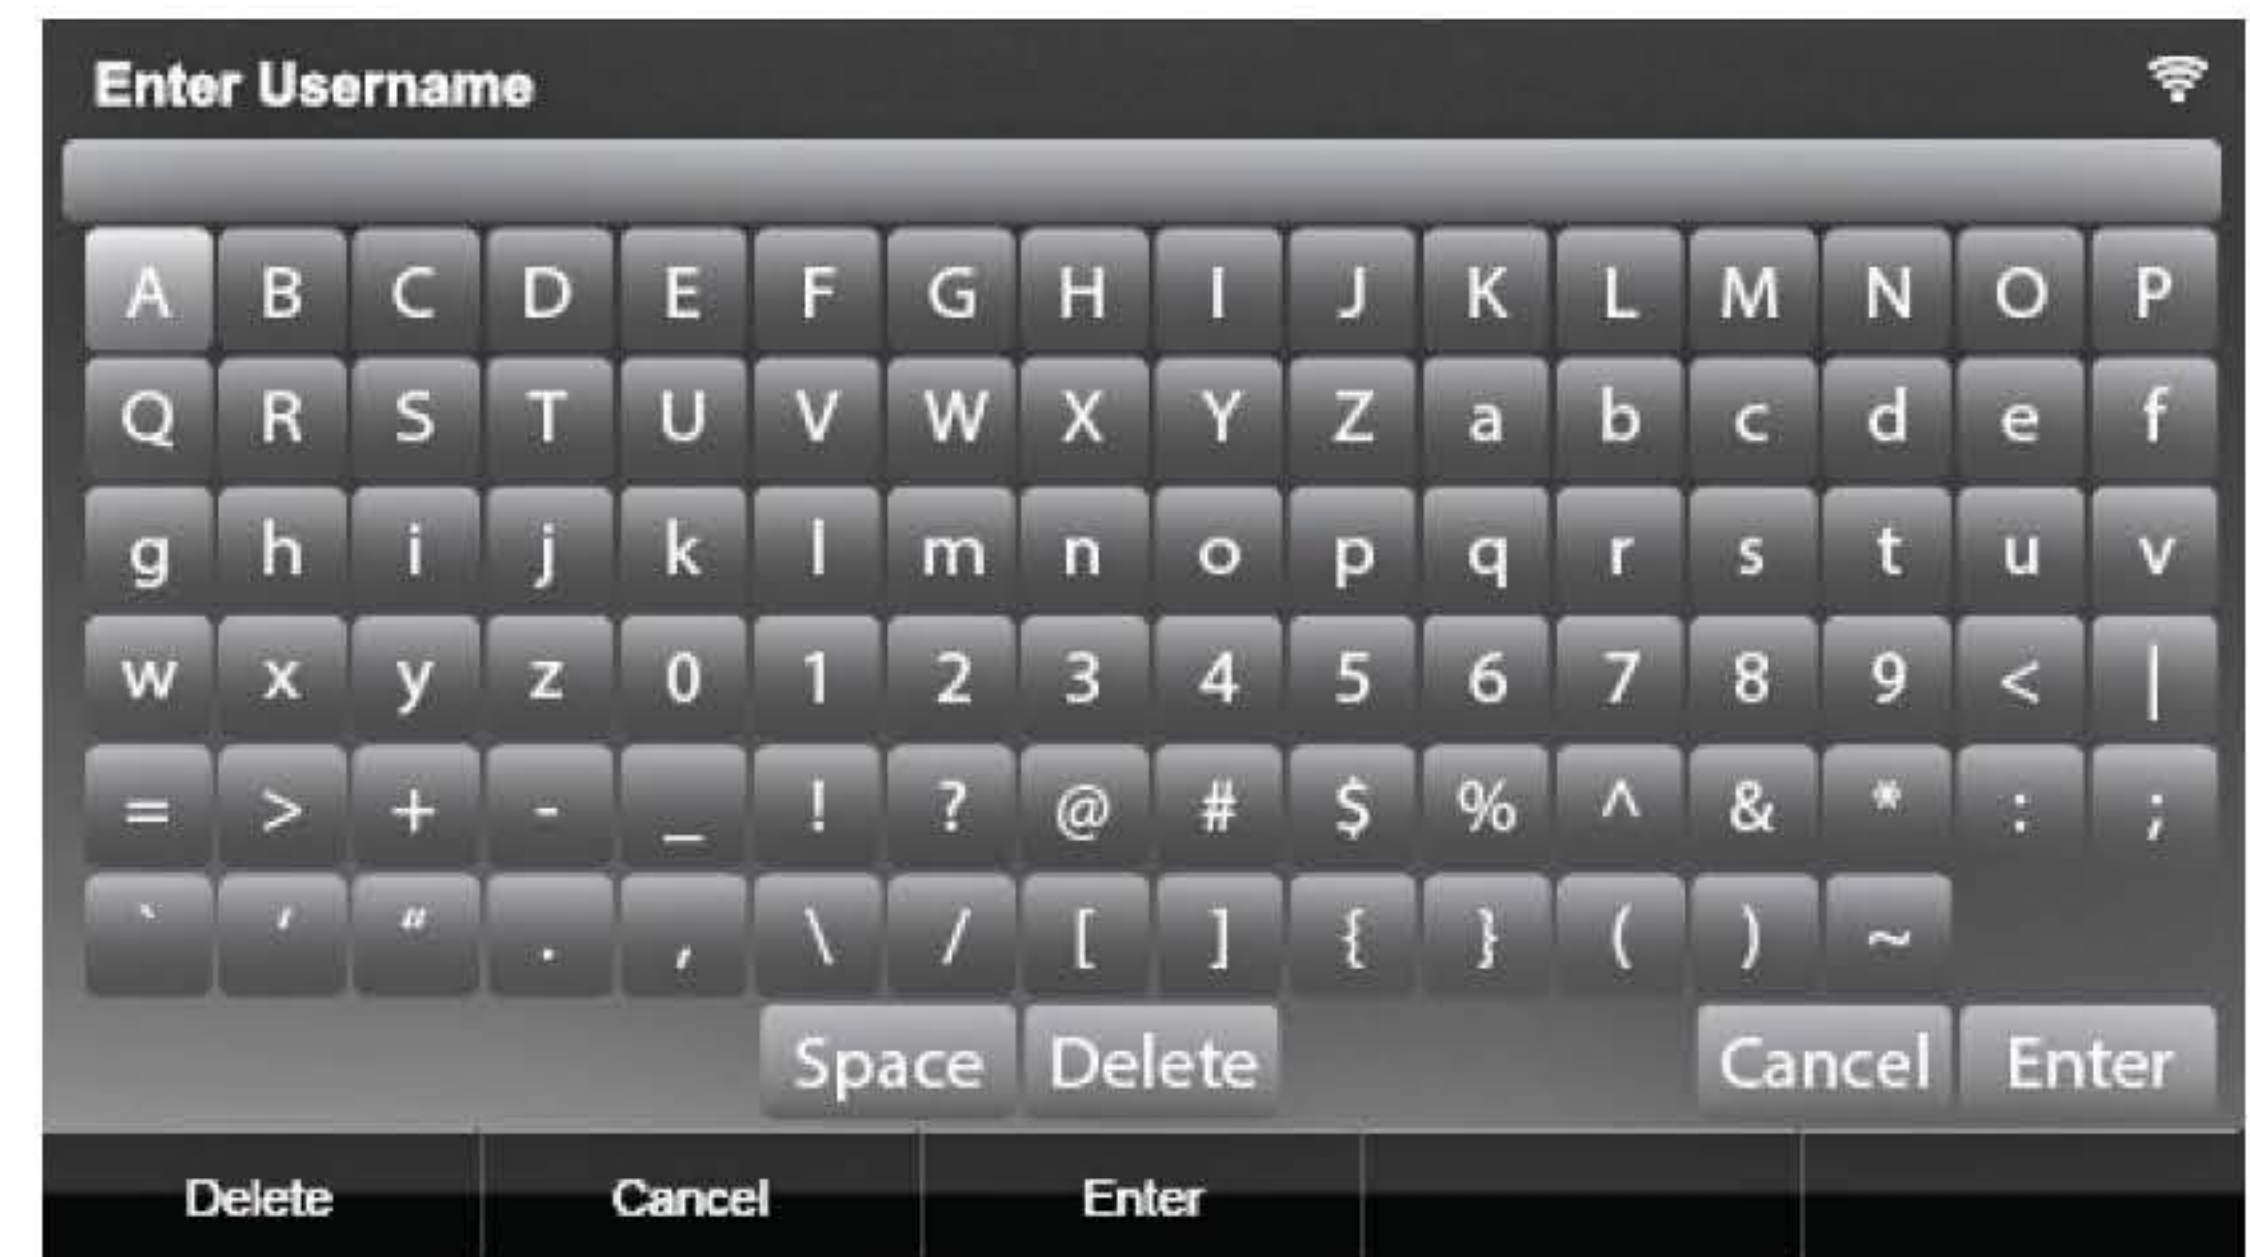 Enter Username
A B C D E F G H I J K L M N O P
Q R S T U V W X Y Z a b c d e f
g h i j k l m n o p q r s t u v
w x y z 0 1 2 3 4 5 6 7 8 9 < |
= > + - _ ! ? @ # $ % ^ & * : ;
` ' " . , \ / [ ] { } ( ) ~
Space Delete Cancel Enter
Delete Cancel Enter